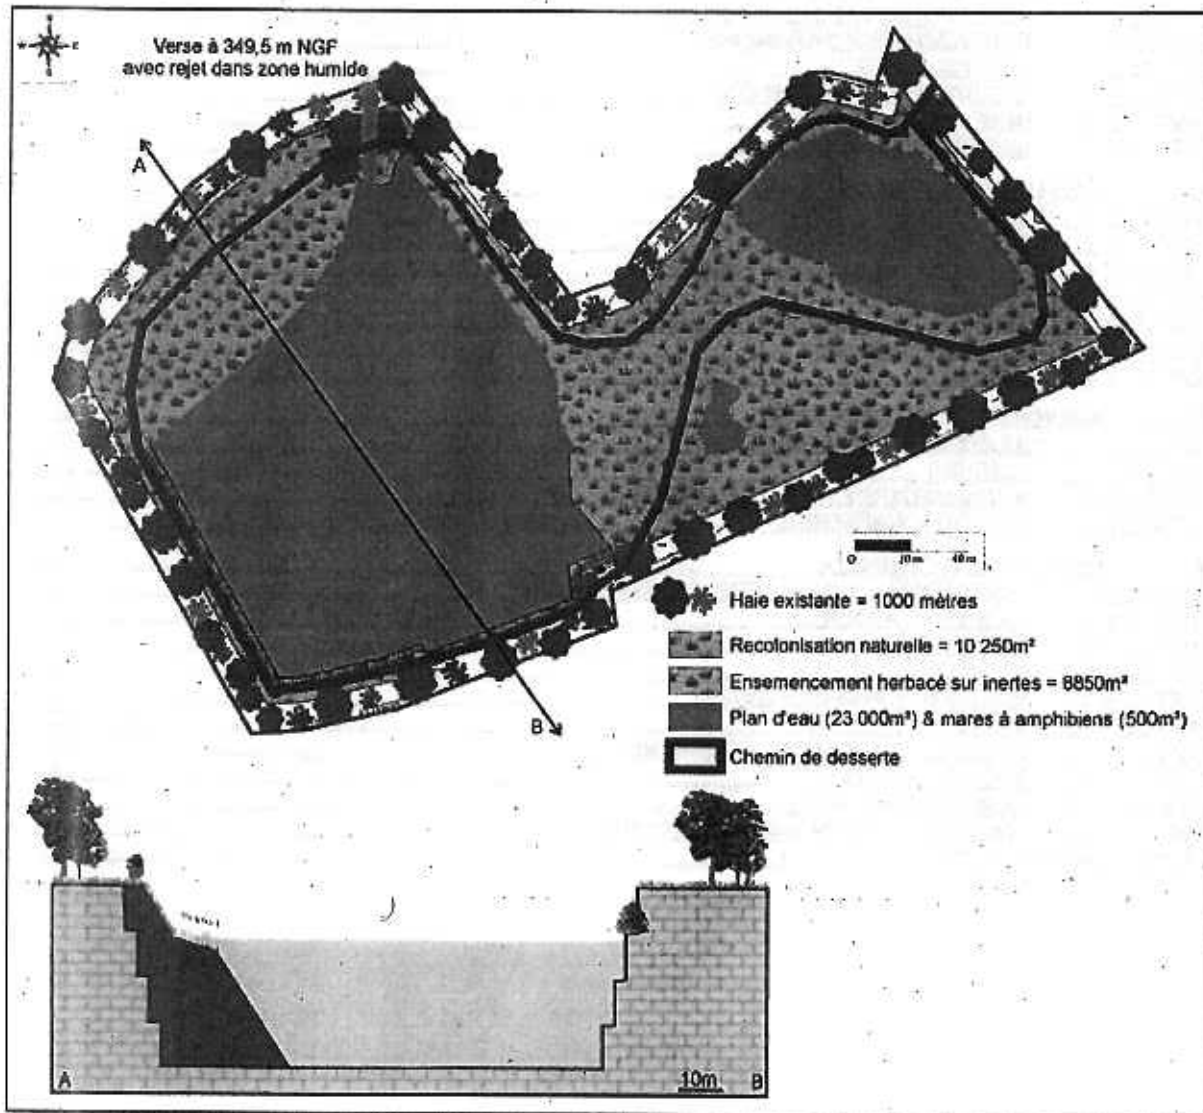 Verse à 349,5 m NGF
avec rejet dans zone humide
A
B
0 40m
Haie existante = 1000 mètres
Recolonisation naturelle = 10 250m²
Ensemencement herbacé sur inertes = 6850m²
Plan d'eau (23 000m²) & mares à amphibiens (500m²)
Chemin de desserte
A 10m B